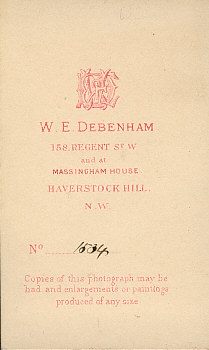 W. E. DEBENHAM
158, REGENT ST. W
and at
MASSINGHAM HOUSE
HAVERSTOCK HILL.
N.W.
No 1534
Copies of this photograph may be
had and enlargements or paintings
produced of any size